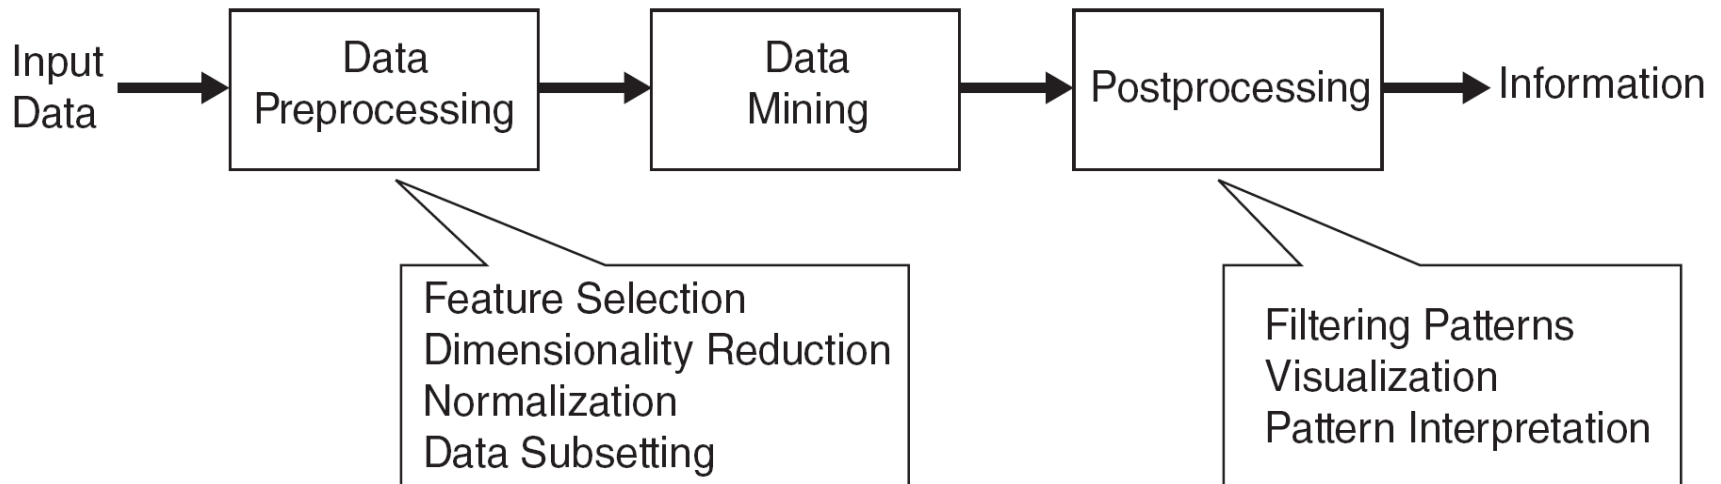 Input
Data
Data
Preprocessing
Data
Mining
Postprocessing
Information
Feature Selection
Dimensionality Reduction
Normalization
Data Subsetting
Filtering Patterns
Visualization
Pattern Interpretation